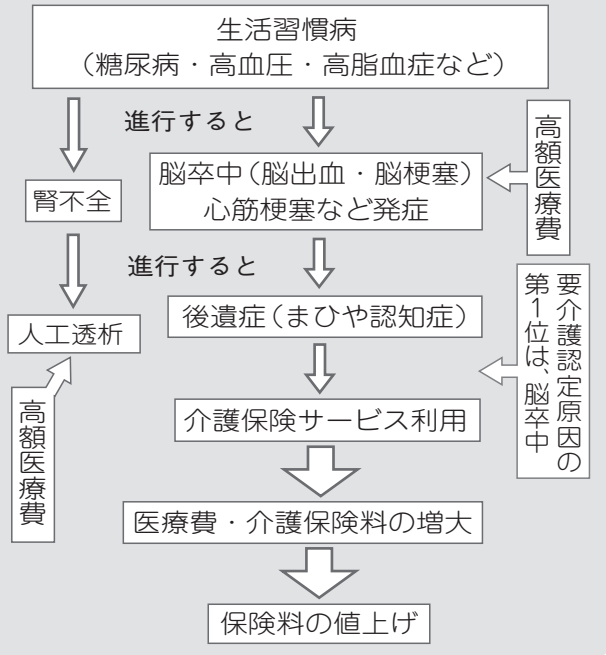 生活習慣病
（糖尿病・高血圧・高脂血症など）
進行すると
高額医療費
腎不全
脳卒中（脳出血・脳梗塞）
心筋梗塞など発症
進行すると
要介護認定原因の
第1位は、脳卒中
人工透析
後遺症（まひや認知症）
高額医療費
介護保険サービス利用
医療費・介護保険料の増大
保険料の値上げ